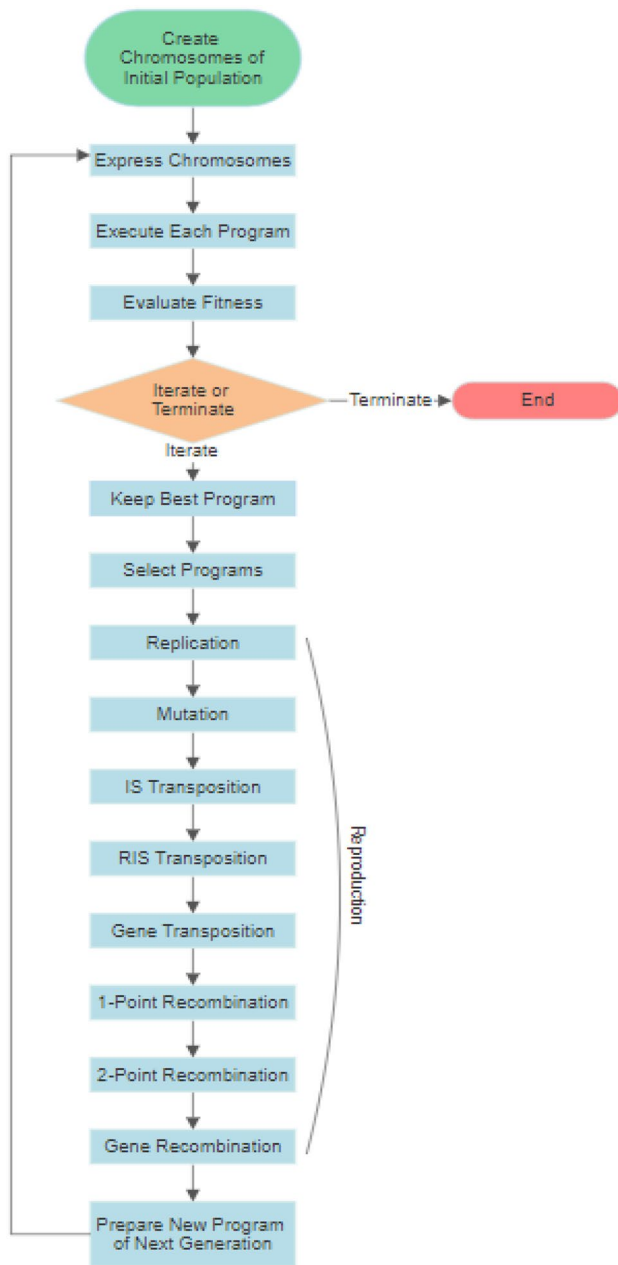 Create
Chromosomes of
Initial Population
Express Chromosomes
Execute Each Program
Evaluate Fitness
Iterate or
Terminate
Terminate
End
Iterate
Keep Best Program
Select Programs
Replication
Mutation
IS Transposition
RIS Transposition
Gene Transposition
1-Point Recombination
2-Point Recombination
Gene Recombination
Reproduction
Prepare New Program
of Next Generation